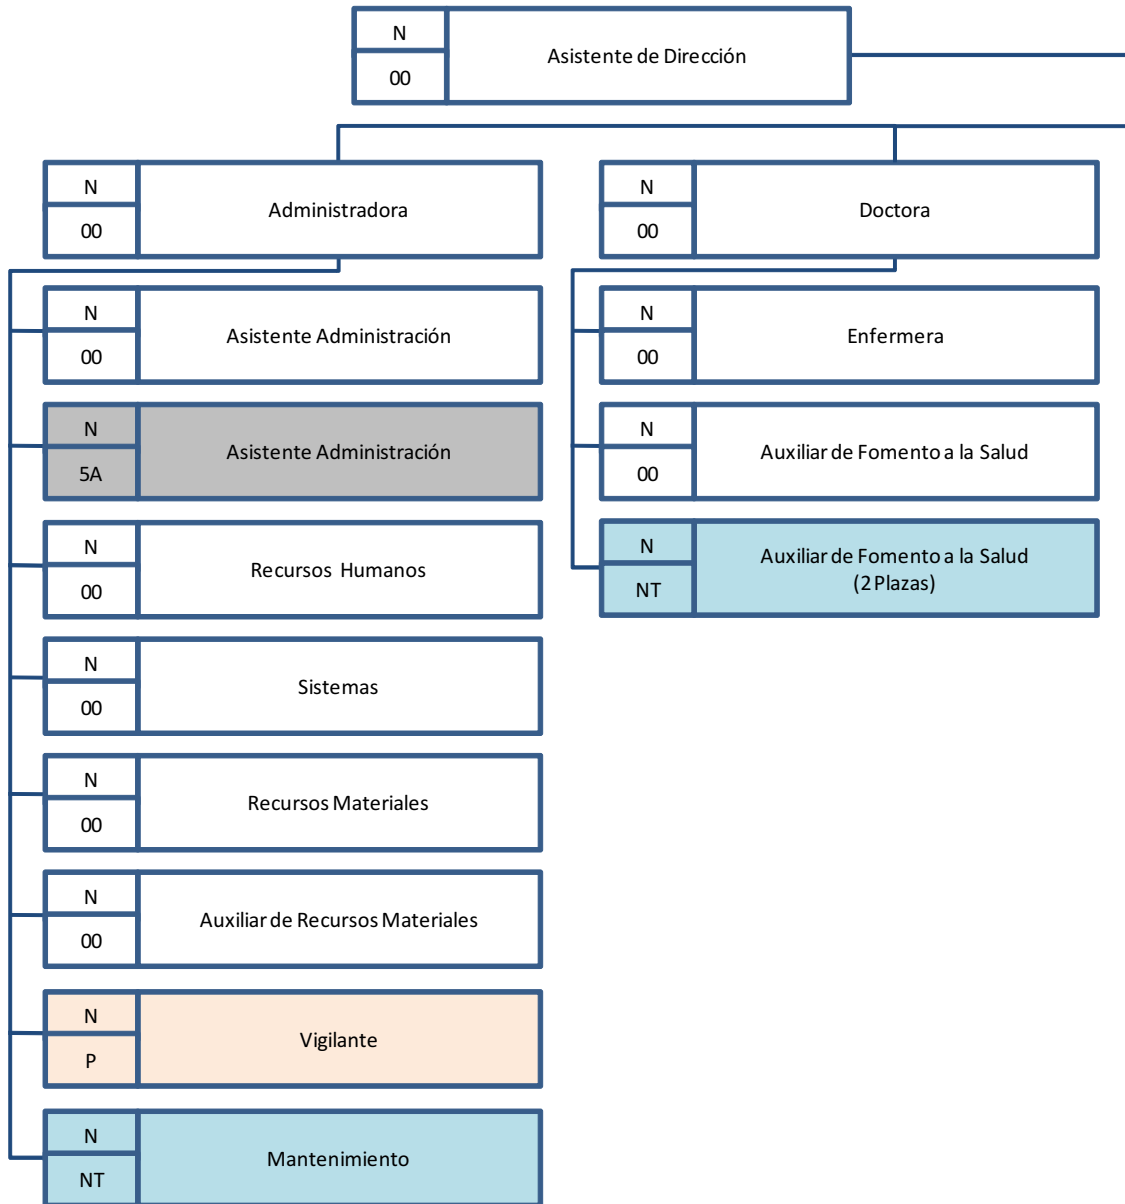 N
00
Asistente de Dirección
N
00
Administradora
N
00
Doctora
N
00
Asistente Administración
N
00
Enfermera
N
5A
Asistente Administración
N
00
Auxiliar de Fomento a la Salud
N
00
Recursos Humanos
N
NT
Auxiliar de Fomento a la Salud
(2 Plazas)
N
00
Sistemas
N
00
Recursos Materiales
N
00
Auxiliar de Recursos Materiales
N
P
Vigilante
N
NT
Mantenimiento